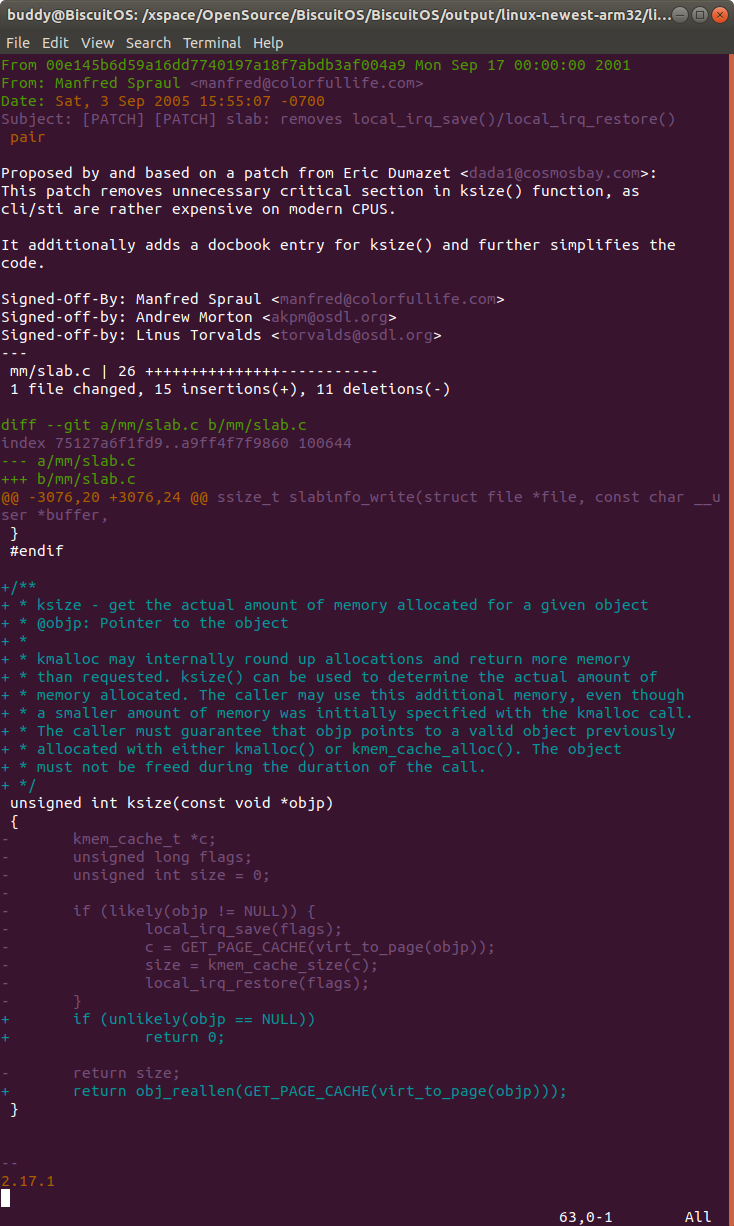 buddy@BiscuitOS: /xspace/OpenSource/BiscuitOS/BiscuitOS/output/linux-newest-arm32/li...
File Edit View Search Terminal Help
From 00e145b6d59a16dd7740197a18f7abdb3af004a9 Mon Sep 17 00:00:00 2001
From: Manfred Spraul <manfred@colorfullife.com>
Date: Sat, 3 Sep 2005 15:55:07 -0700
Subject: [PATCH] [PATCH] slab: removes local_irq_save()/local_irq_restore()
 pair

Proposed by and based on a patch from Eric Dumazet <dada1@cosmosbay.com>:
This patch removes unnecessary critical section in ksize() function, as
cli/sti are rather expensive on modern CPUS.

It additionally adds a docbook entry for ksize() and further simplifies the
code.

Signed-Off-By: Manfred Spraul <manfred@colorfullife.com>
Signed-off-by: Andrew Morton <akpm@osdl.org>
Signed-off-by: Linus Torvalds <torvalds@osdl.org>
---
 mm/slab.c | 26 +++++++++++++++-----------
 1 file changed, 15 insertions(+), 11 deletions(-)

diff --git a/mm/slab.c b/mm/slab.c
index 75127a6f1fd9..a9ff4f7f9860 100644
--- a/mm/slab.c
+++ b/mm/slab.c
@@ -3076,20 +3076,24 @@ ssize_t slabinfo_write(struct file *file, const char __u
ser *buffer,
 }
 #endif

+/**
+ * ksize - get the actual amount of memory allocated for a given object
+ * @objp: Pointer to the object
+ *
+ * kmalloc may internally round up allocations and return more memory
+ * than requested. ksize() can be used to determine the actual amount of
+ * memory allocated. The caller may use this additional memory, even though
+ * a smaller amount of memory was initially specified with the kmalloc call.
+ * The caller must guarantee that objp points to a valid object previously
+ * allocated with either kmalloc() or kmem_cache_alloc(). The object
+ * must not be freed during the duration of the call.
+ */
 unsigned int ksize(const void *objp)
 {
-       kmem_cache_t *c;
-       unsigned long flags;
-       unsigned int size = 0;
-
-       if (likely(objp != NULL)) {
-               local_irq_save(flags);
-               c = GET_PAGE_CACHE(virt_to_page(objp));
-               size = kmem_cache_size(c);
-               local_irq_restore(flags);
-       }
+       if (unlikely(objp == NULL))
+               return 0;

-       return size;
+       return obj_reallen(GET_PAGE_CACHE(virt_to_page(objp)));
 }

--
2.17.1
63,0-1 All